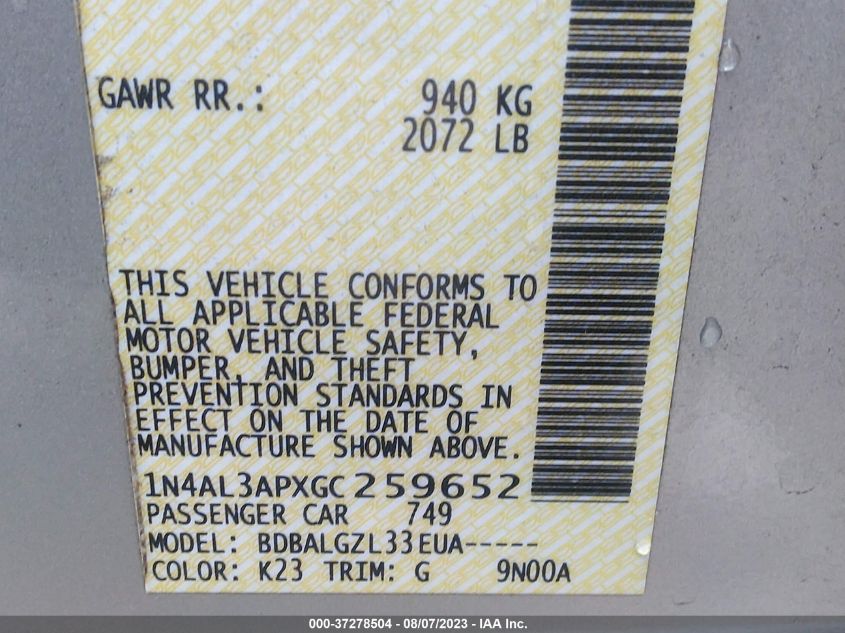 GAWR RR.: 940 KG
2072 LB
THIS VEHICLE CONFORMS TO
ALL APPLICABLE FEDERAL
MOTOR VEHICLE SAFETY,
BUMPER, AND THEFT
PREVENTION STANDARDS IN
EFFECT ON THE DATE OF
MANUFACTURE SHOWN ABOVE.
1N4AL3APXGC259652
PASSENGER CAR 749
MODEL: BDBALGZL33EUA-----
COLOR: K23 TRIM: G 9N00A
000-37278504 - 08/07/2023 - IAA Inc.